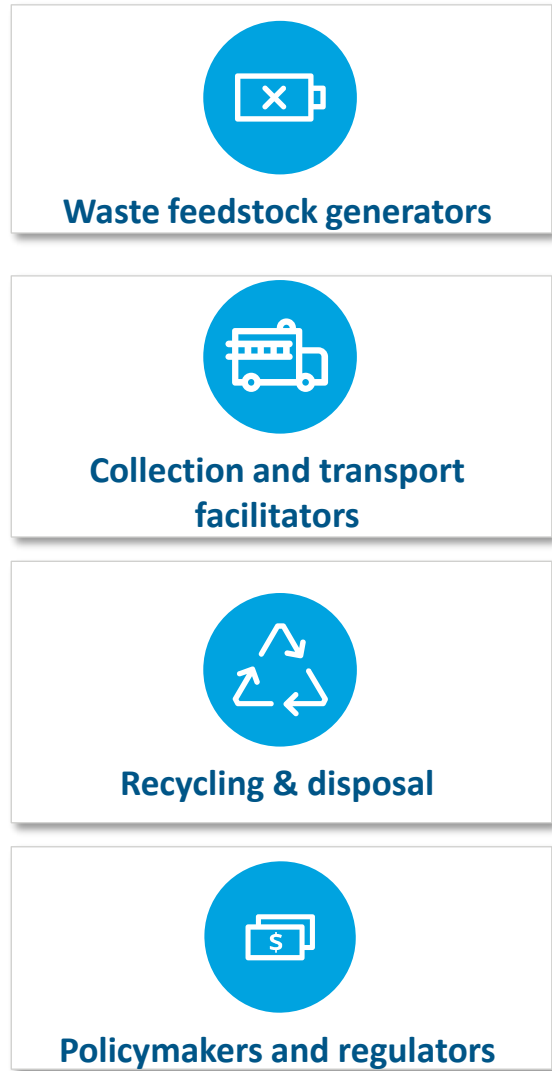 Waste feedstock generators
Collection and transport
facilitators
Recycling & disposal
$
Policymakers and regulators